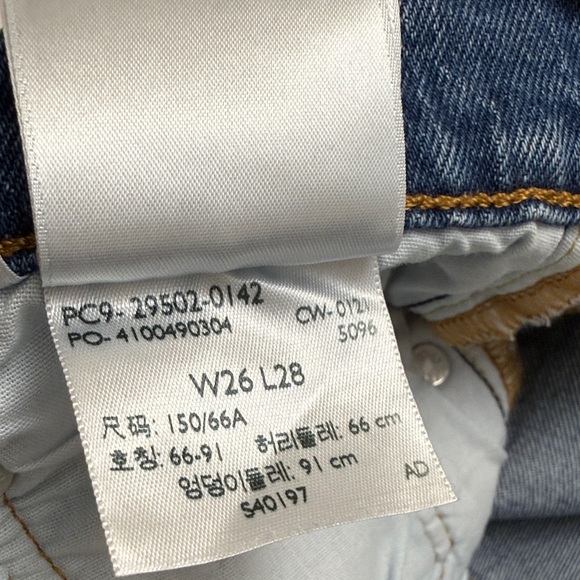 PC9- 29502-0142
PO- 4100490304
CW- 0121
5096
W26 L28
尺码: 150/66A
호칭: 66-91 허리둘레: 66 cm
엉덩이둘레: 91 cm
S40197
AD